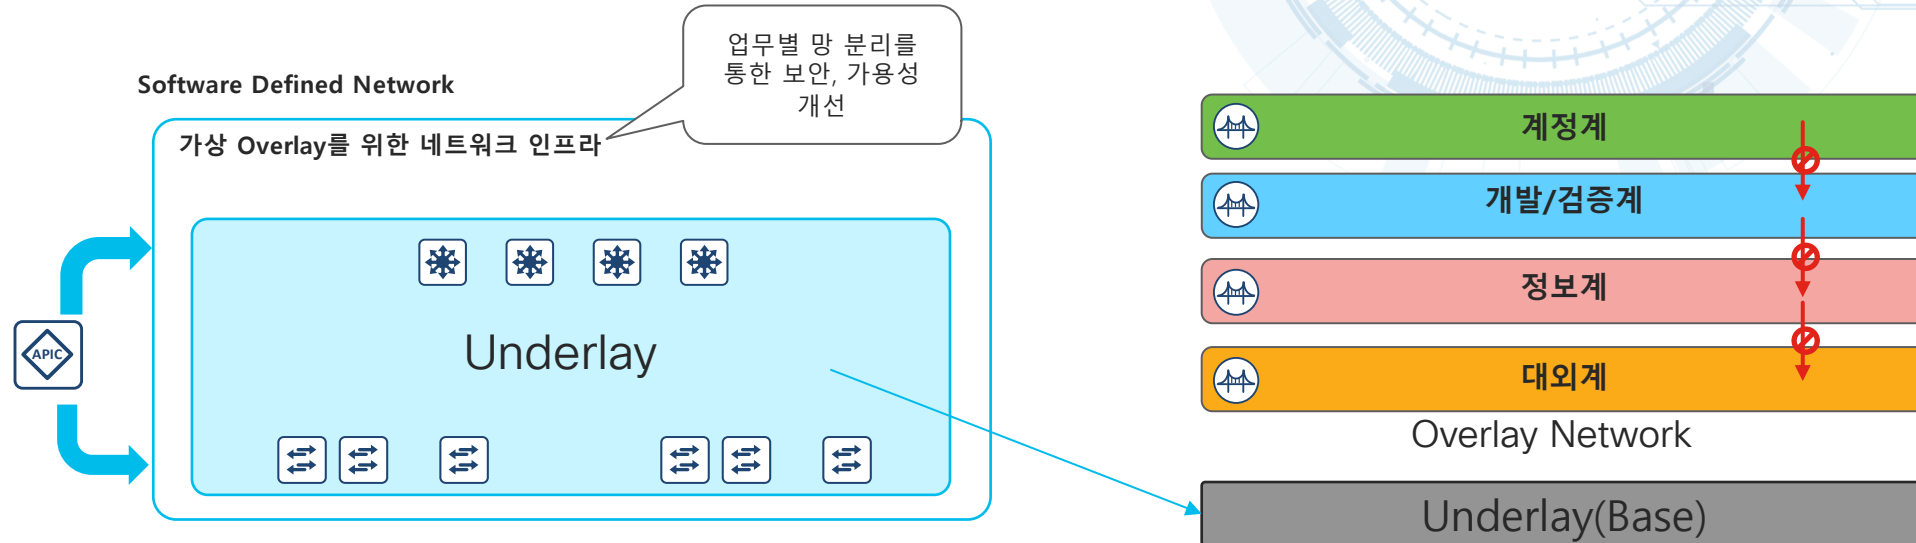 업무별 망 분리를
통한 보안, 가용성
개선
Software Defined Network
가상 Overlay를 위한 네트워크 인프라
Underlay
APIC
계정계
개발/검증계
정보계
대외계
Overlay Network
Underlay(Base)